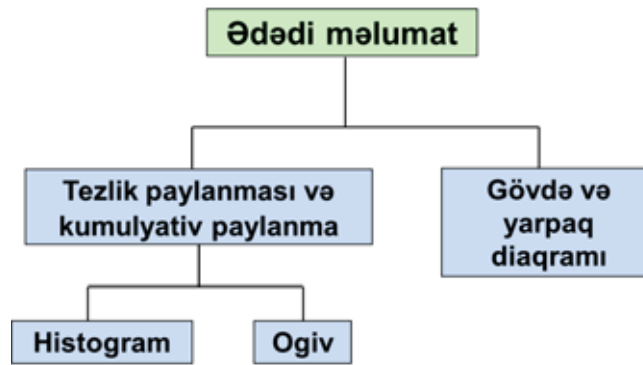 Ədədi məlumat
Tezlik paylanması və
kumulyativ paylanma
Gövdə və
yarpaq
diaqramı
Histogram
Ogiv